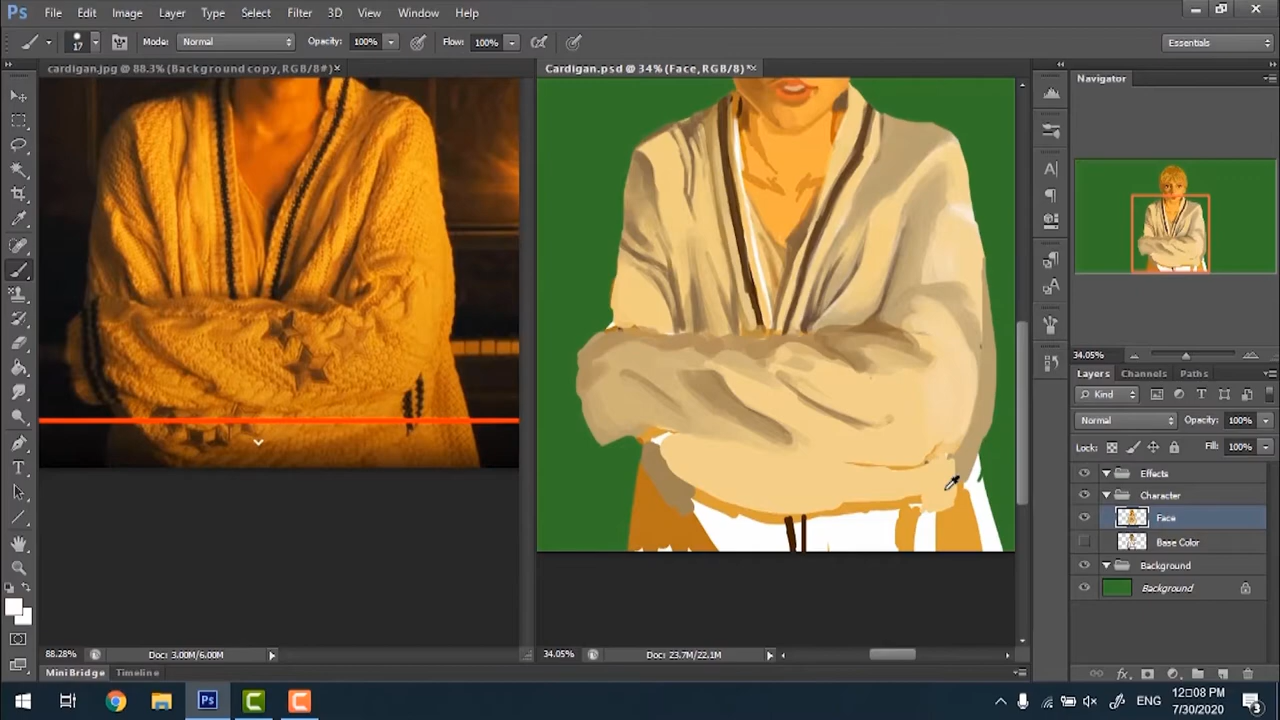 Ps File Edit Image Layer Type Select Filter 3D View Window Help
17 Mode: Normal Opacity: 100% Flow: 100% Essentials
cardigan.jpg @ 88.3% (Background copy, RGB/8#) × Cardigan.psd @ 34% (Face, RGB/8) * ×
Navigator
34.05%
Layers Channels Paths
Kind
Normal Opacity: 100%
Lock: Fill: 100%
Effects
Character
Face
Base Color
Background
Background
88.28% Doc: 3.00M/6.00M 34.05% Doc: 23.7M/22.1M
Mini Bridge Timeline
Ps ENG 12□08 PM
7/30/2020 3